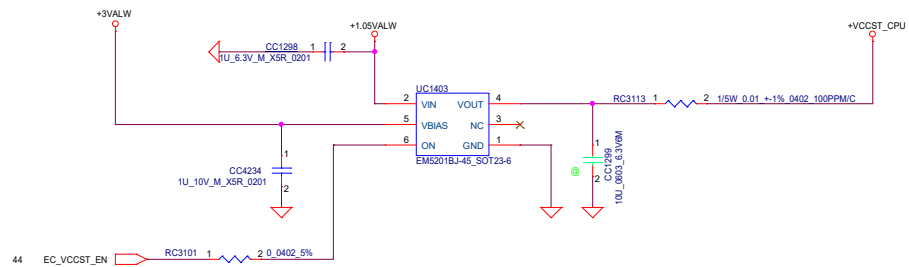 +3VALW
+1.05VALW
+VCCST_CPU
CC1298 1 2
1U_6.3V_M_X5R_0201
UC1403
2 VIN VOUT 4
5 VBIAS NC 3
6 ON GND 1
EM5201BJ-45_SOT23-6
RC3113 1 2 1/5W_0.01_+-1%_0402_100PPM/C
1
CC4234
1U_10V_M_X5R_0201
2
1
@
2
CC1299
10U_0603_6.3V6M
RC3101 1 2 0_0402_5%
44 EC_VCCST_EN